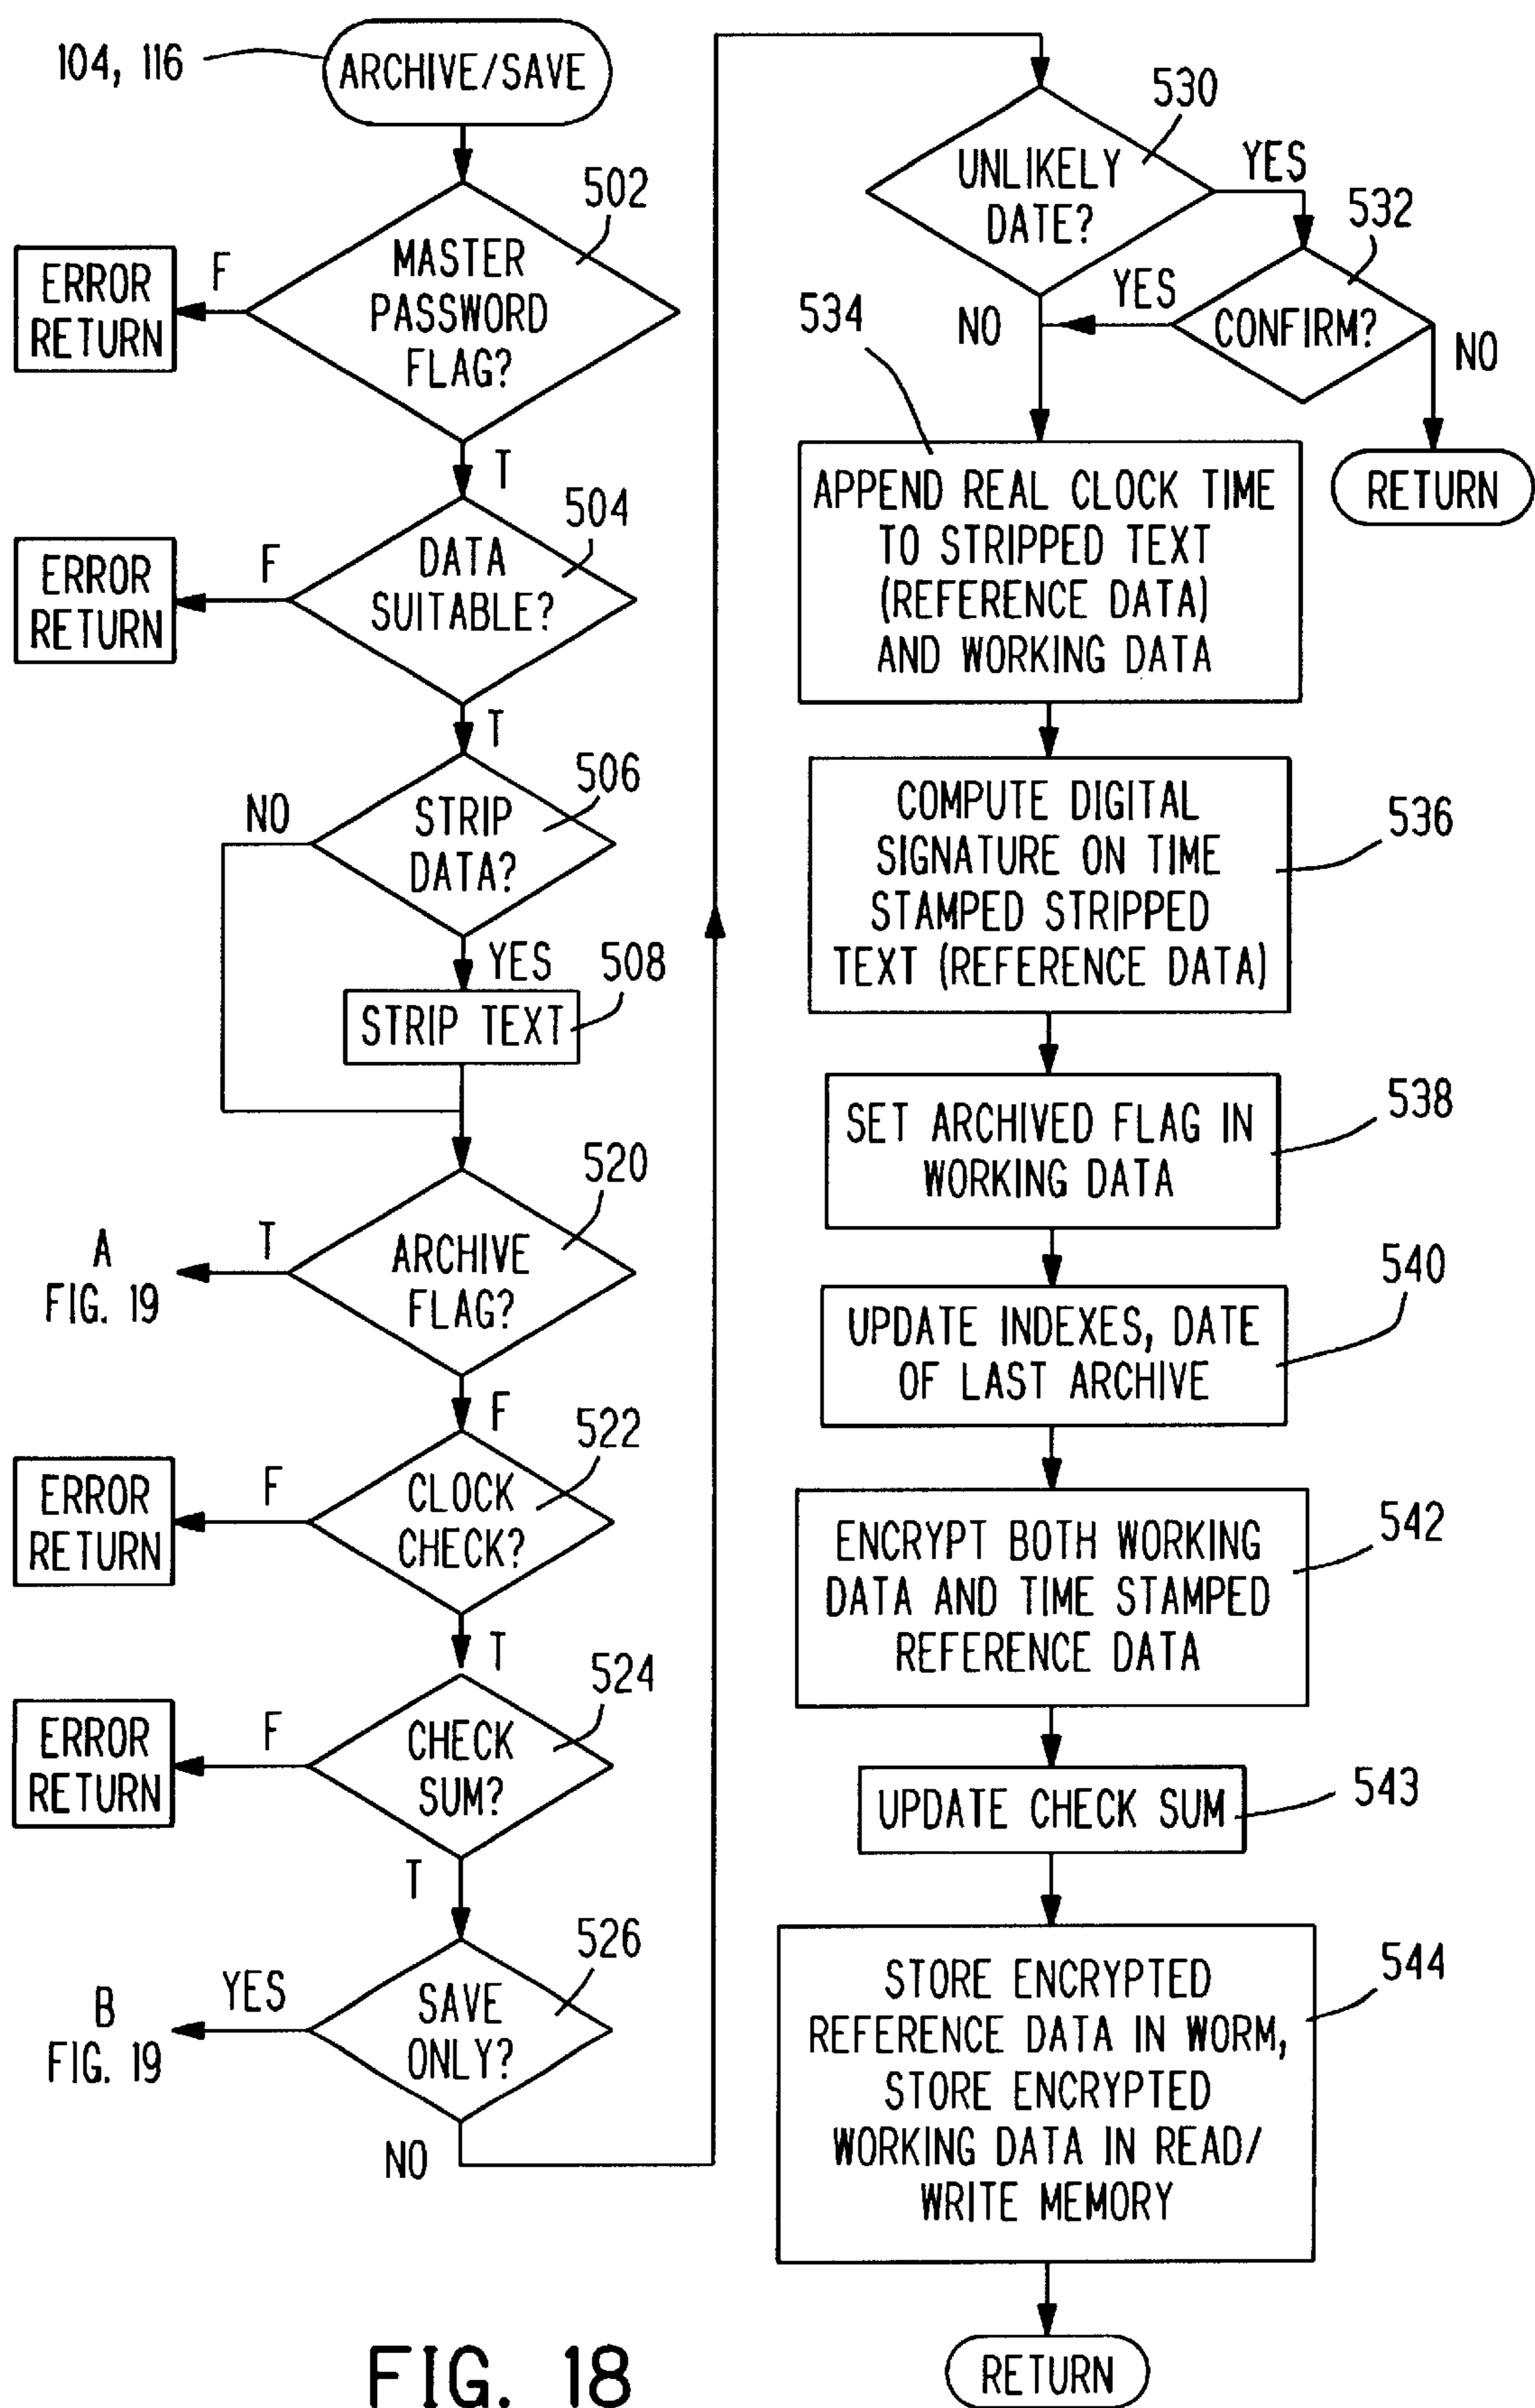 104, 116
ARCHIVE/SAVE
502
MASTER
PASSWORD
FLAG?
F
ERROR
RETURN
T
504
DATA
SUITABLE?
F
ERROR
RETURN
T
506
STRIP
DATA?
NO
YES
508
STRIP TEXT
520
ARCHIVE
FLAG?
T
A
FIG. 19
F
522
CLOCK
CHECK?
F
ERROR
RETURN
T
524
CHECK
SUM?
F
ERROR
RETURN
T
526
SAVE
ONLY?
YES
B
FIG. 19
NO
530
UNLIKELY
DATE?
YES
532
CONFIRM?
YES
NO
NO
RETURN
534
APPEND REAL CLOCK TIME
TO STRIPPED TEXT
(REFERENCE DATA)
AND WORKING DATA
COMPUTE DIGITAL
SIGNATURE ON TIME
STAMPED STRIPPED
TEXT (REFERENCE DATA)
536
SET ARCHIVED FLAG IN
WORKING DATA
538
UPDATE INDEXES, DATE
OF LAST ARCHIVE
540
ENCRYPT BOTH WORKING
DATA AND TIME STAMPED
REFERENCE DATA
542
UPDATE CHECK SUM
543
STORE ENCRYPTED
REFERENCE DATA IN WORM,
STORE ENCRYPTED
WORKING DATA IN READ/
WRITE MEMORY
544
RETURN
FIG. 18